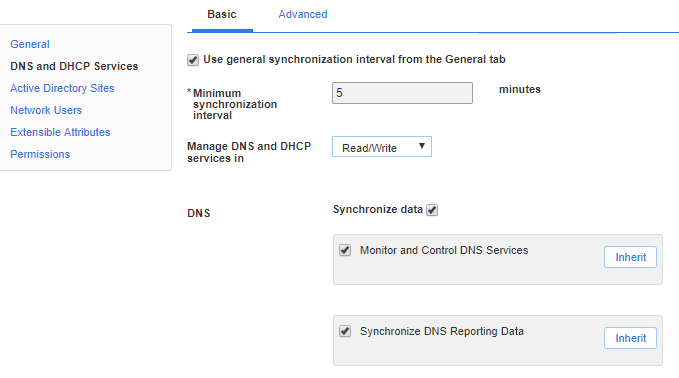 Basic Advanced
General
DNS and DHCP Services
Active Directory Sites
Network Users
Extensible Attributes
Permissions
Use general synchronization interval from the General tab
*Minimum
synchronization
interval
5
minutes
Manage DNS and DHCP
services in
Read/Write
DNS
Synchronize data
Monitor and Control DNS Services
Inherit
Synchronize DNS Reporting Data
Inherit